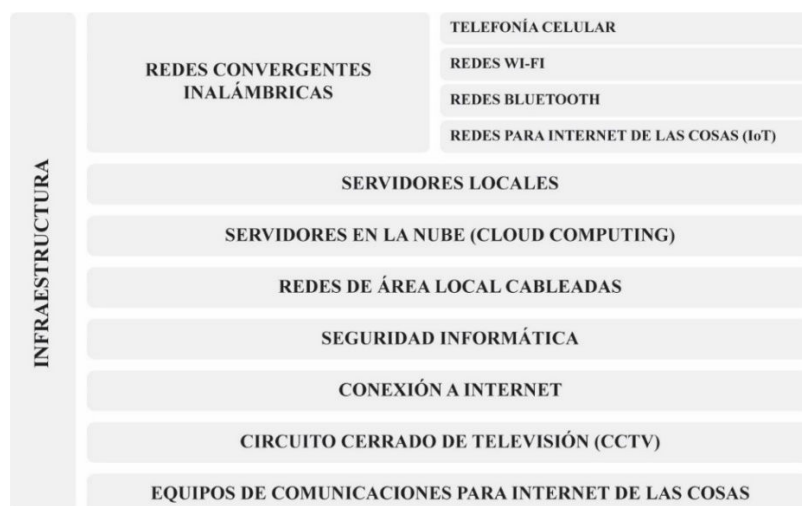 INFRAESTRUCTURA
REDES CONVERGENTES
INALÁMBRICAS
TELEFONÍA CELULAR
REDES WI-FI
REDES BLUETOOTH
REDES PARA INTERNET DE LAS COSAS (IoT)
SERVIDORES LOCALES
SERVIDORES EN LA NUBE (CLOUD COMPUTING)
REDES DE ÁREA LOCAL CABLEADAS
SEGURIDAD INFORMÁTICA
CONEXIÓN A INTERNET
CIRCUITO CERRADO DE TELEVISIÓN (CCTV)
EQUIPOS DE COMUNICACIONES PARA INTERNET DE LAS COSAS